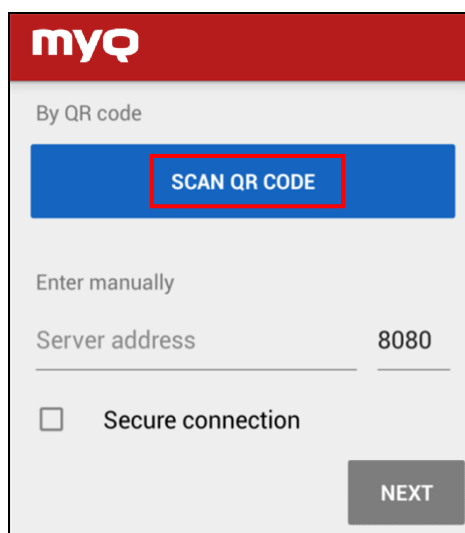 myQ
By QR code
SCAN QR CODE
Enter manually
Server address 8080
Secure connection
NEXT